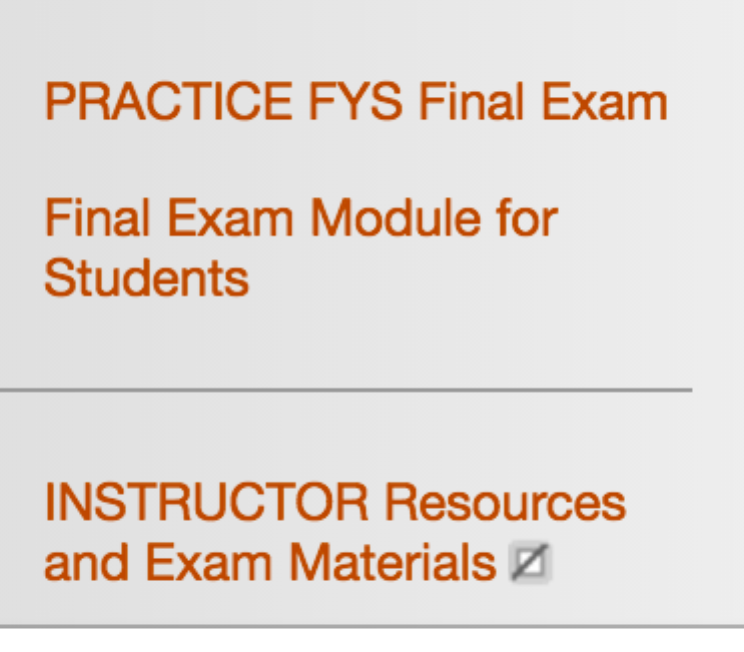 PRACTICE FYS Final Exam
Final Exam Module for
Students
INSTRUCTOR Resources
and Exam Materials